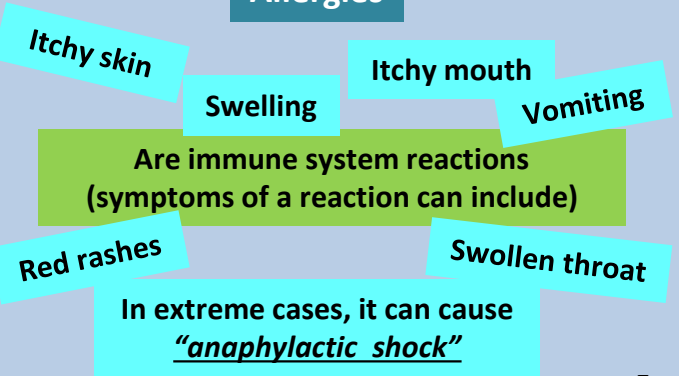 Allergies
Itchy skin
Itchy mouth
Swelling
Vomiting
Are immune system reactions
(symptoms of a reaction can include)
Red rashes
Swollen throat
In extreme cases, it can cause
“anaphylactic shock”